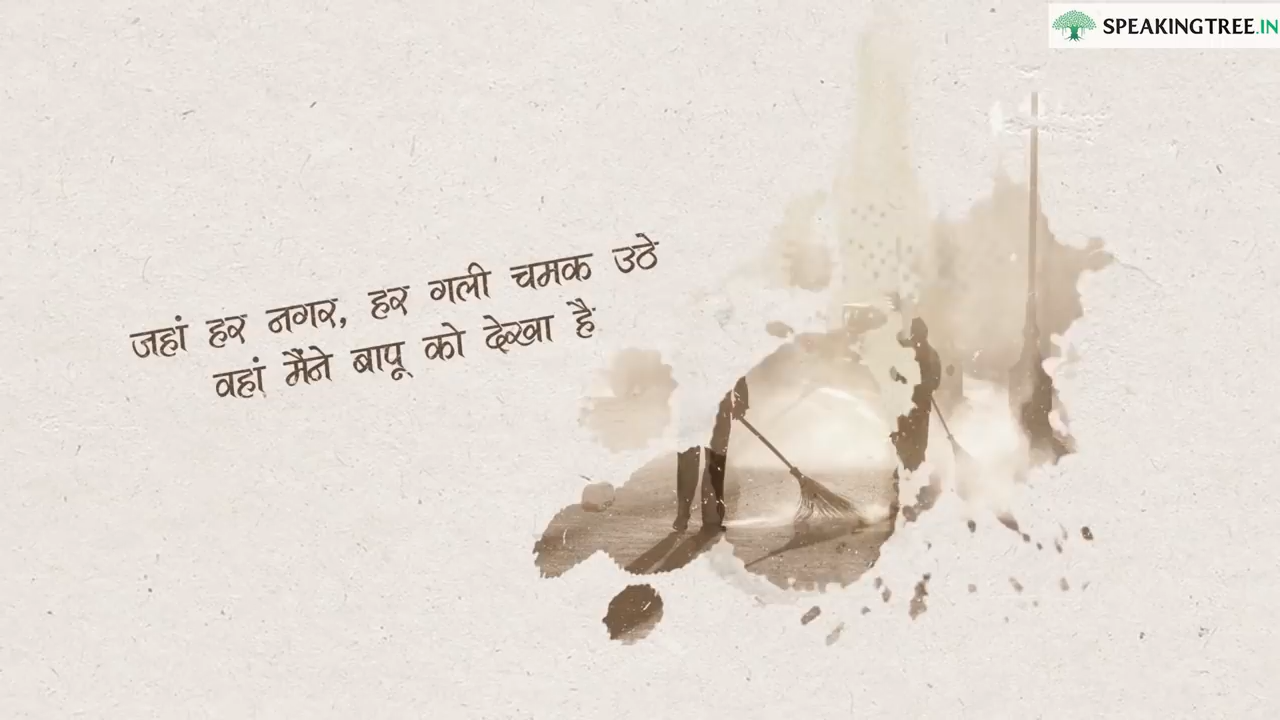 SPEAKINGTREE.IN
जहां हर नगर, हर गली चमक उठे
वहां मैंने बापू को देखा है